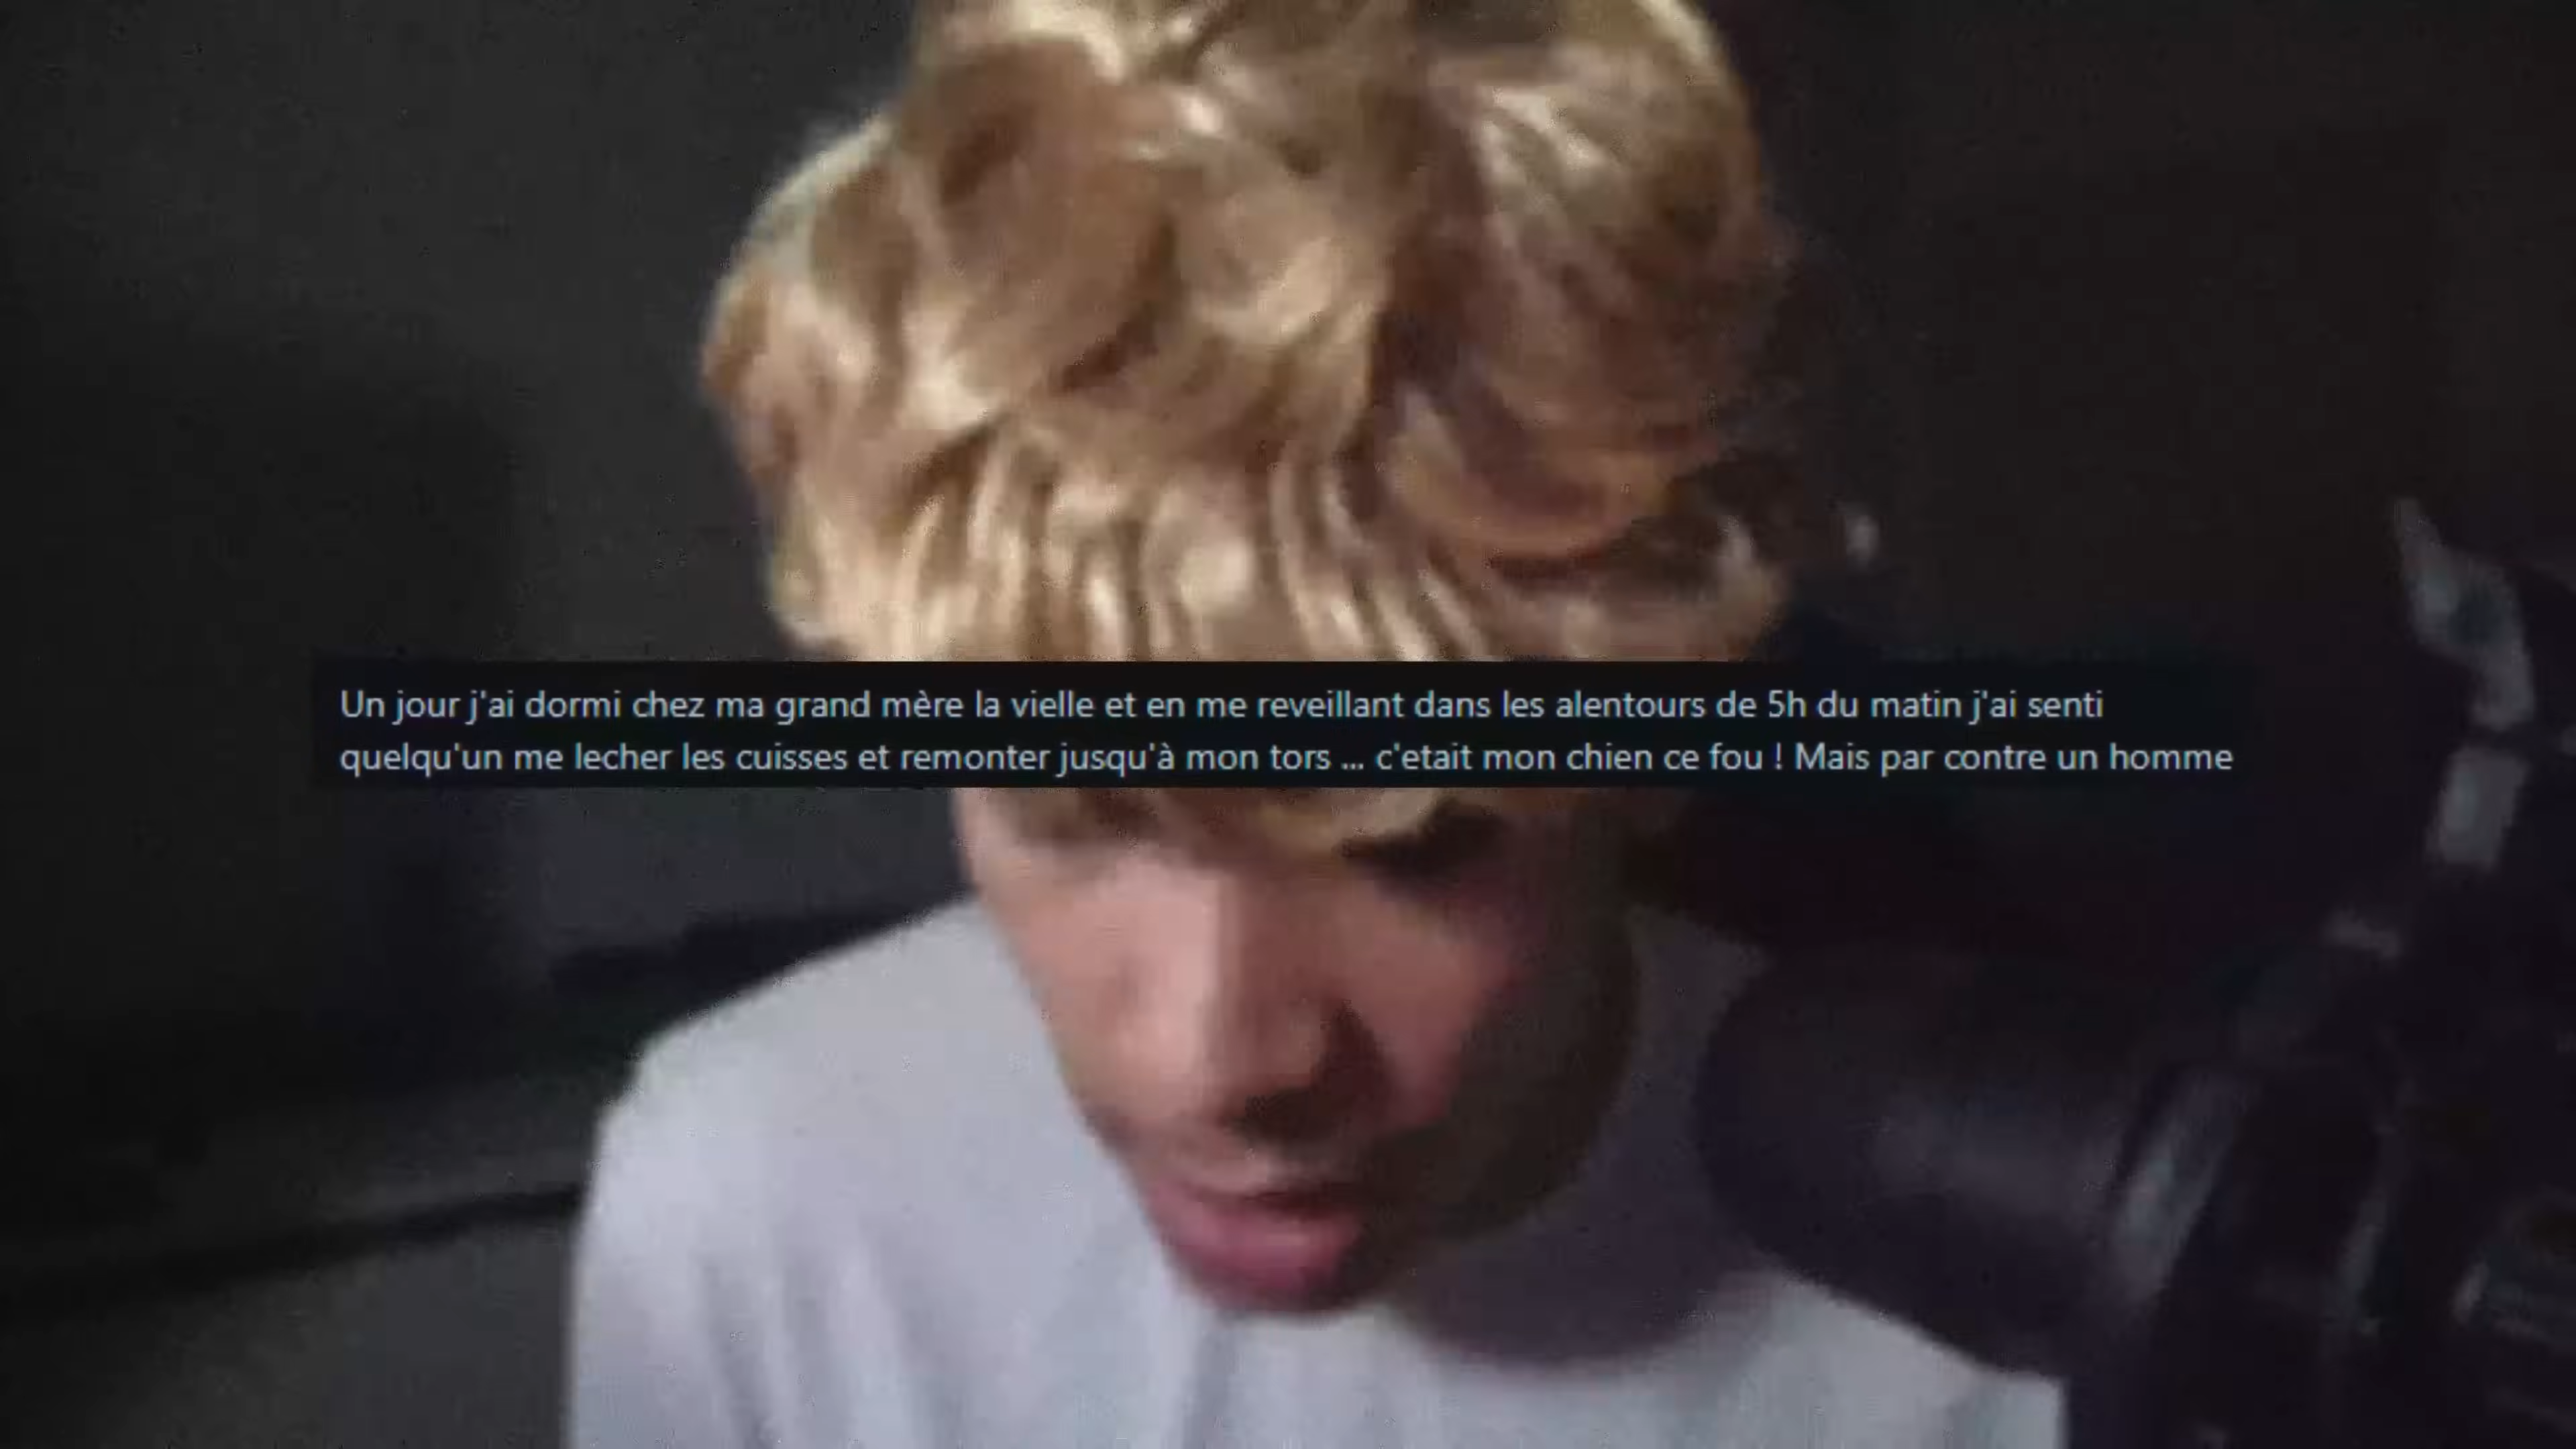 Un jour j'ai dormi chez ma grand mère la vielle et en me reveillant dans les alentours de 5h du matin j'ai senti
quelqu'un me lecher les cuisses et remonter jusqu'à mon tors ... c'etait mon chien ce fou ! Mais par contre un homme